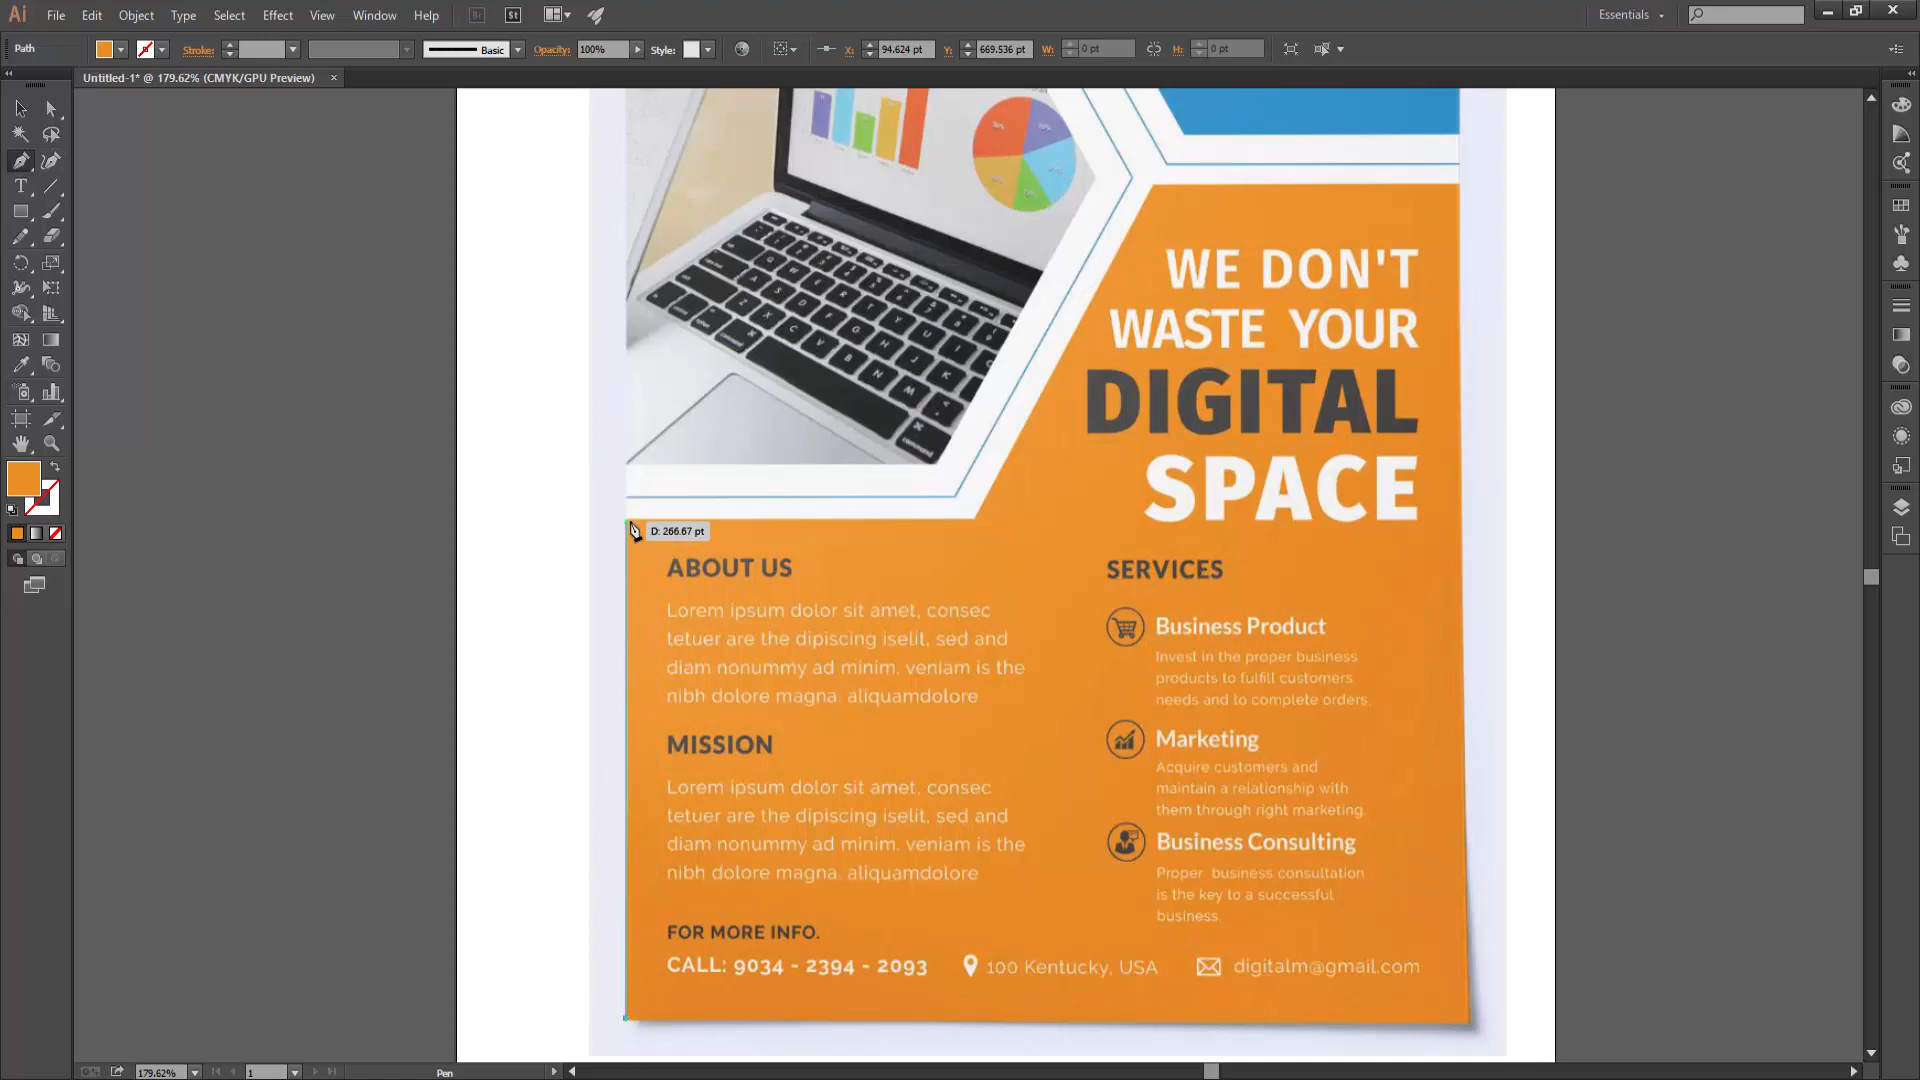 File Edit Object Type Select Effect View Window Help Br St Essentials
Path Stroke: Basic Opacity: 100% Style: X: 94.624 pt Y: 669.536 pt W: 0 pt H: 0 pt
Untitled-1* @ 179.62% (CMYK/GPU Preview)
WE DON'T
WASTE YOUR
DIGITAL
SPACE
D: 266.67 pt
ABOUT US
Lorem ipsum dolor sit amet, consec
tetuer are the dipiscing iselit, sed and
diam nonummy ad minim. veniam is the
nibh dolore magna. aliquamdolore
MISSION
Lorem ipsum dolor sit amet, consec
tetuer are the dipiscing iselit, sed and
diam nonummy ad minim. veniam is the
nibh dolore magna. aliquamdolore
SERVICES
Business Product
Invest in the proper business
products to fulfill customers
needs and to complete orders.
Marketing
Acquire customers and
maintain a relationship with
them through right marketing.
Business Consulting
Proper business consultation
is the key to a successful
business.
FOR MORE INFO.
CALL: 9034 - 2394 - 2093 100 Kentucky, USA digitalm@gmail.com
179.62% 1 Pen